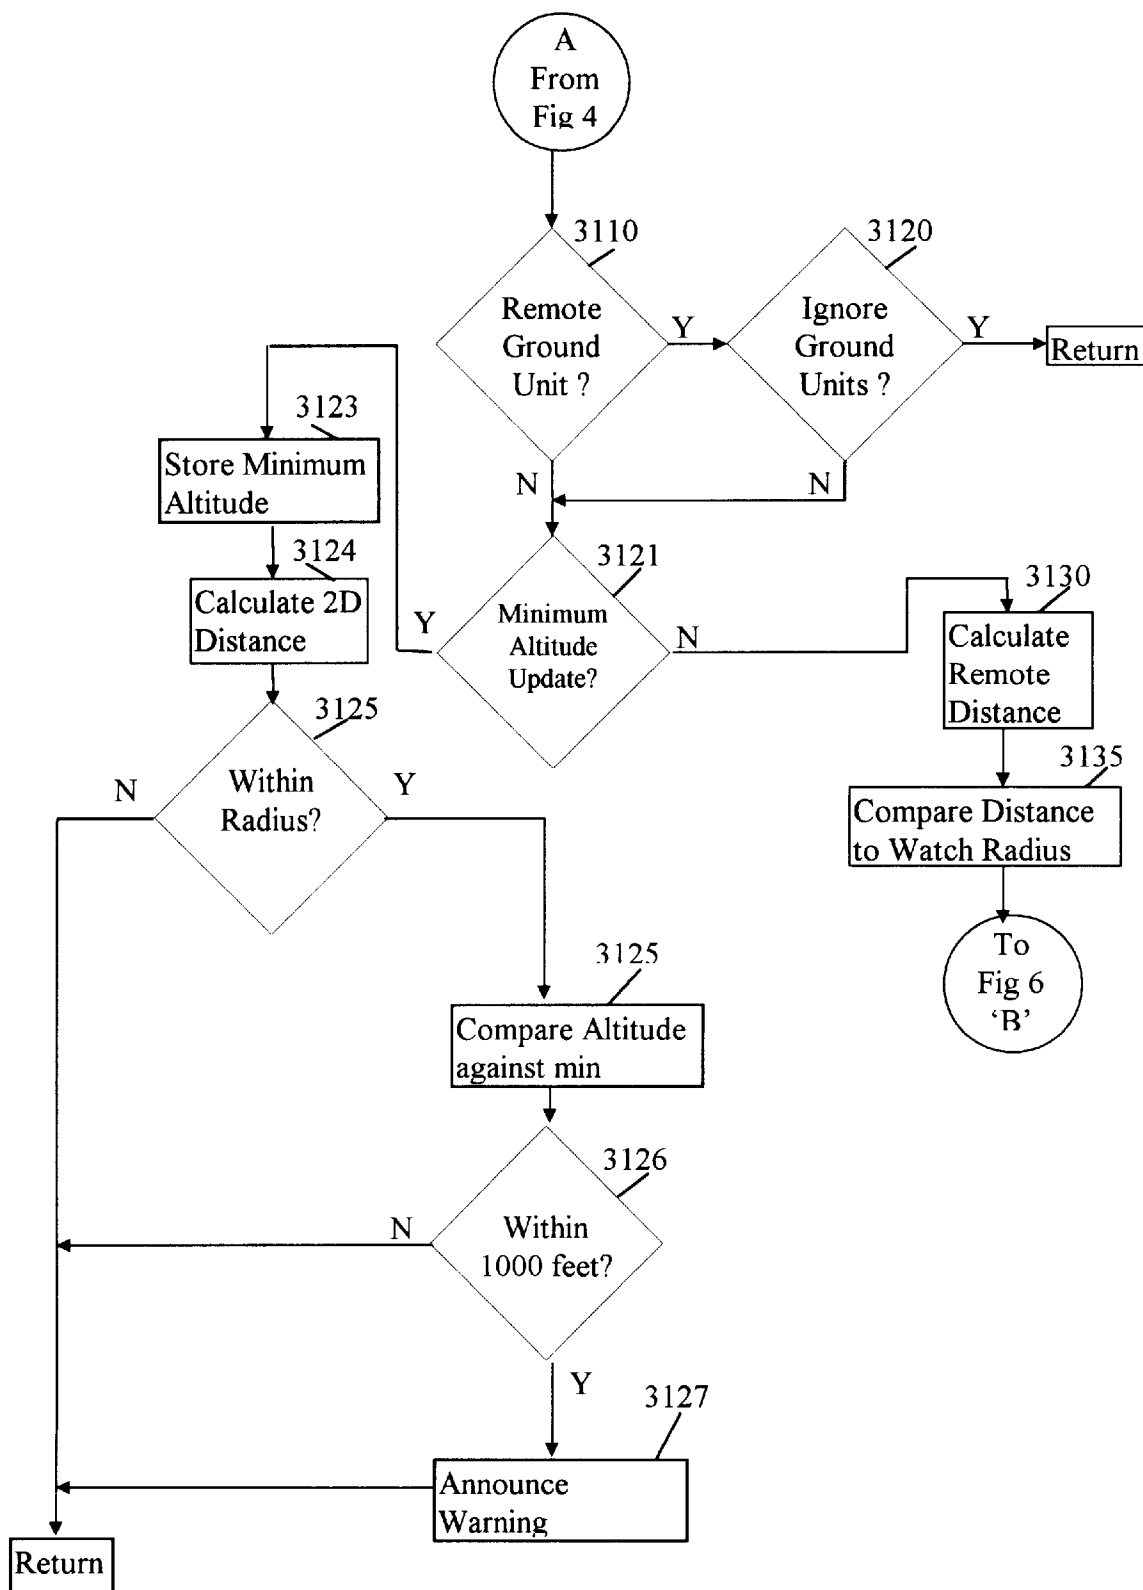 A
From
Fig 4
3110
3120
Remote
Ground
Unit ?
Y
Ignore
Ground
Units ?
Y
Return
N
N
3123
Store Minimum
Altitude
3124
Calculate 2D
Distance
3121
Minimum
Altitude
Update?
Y
N
3130
Calculate
Remote
Distance
3135
Compare Distance
to Watch Radius
To
Fig 6
‘B’
3125
Within
Radius?
N
Y
3125
Compare Altitude
against min
3126
Within
1000 feet?
N
Y
3127
Announce
Warning
Return